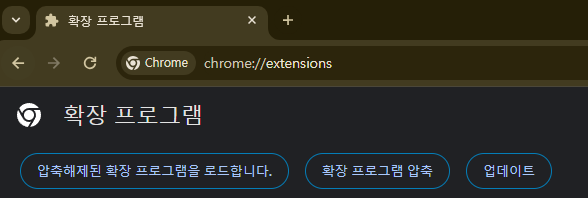 확장 프로그램
Chrome chrome://extensions
확장 프로그램
압축해제된 확장 프로그램을 로드합니다. 확장 프로그램 압축 업데이트